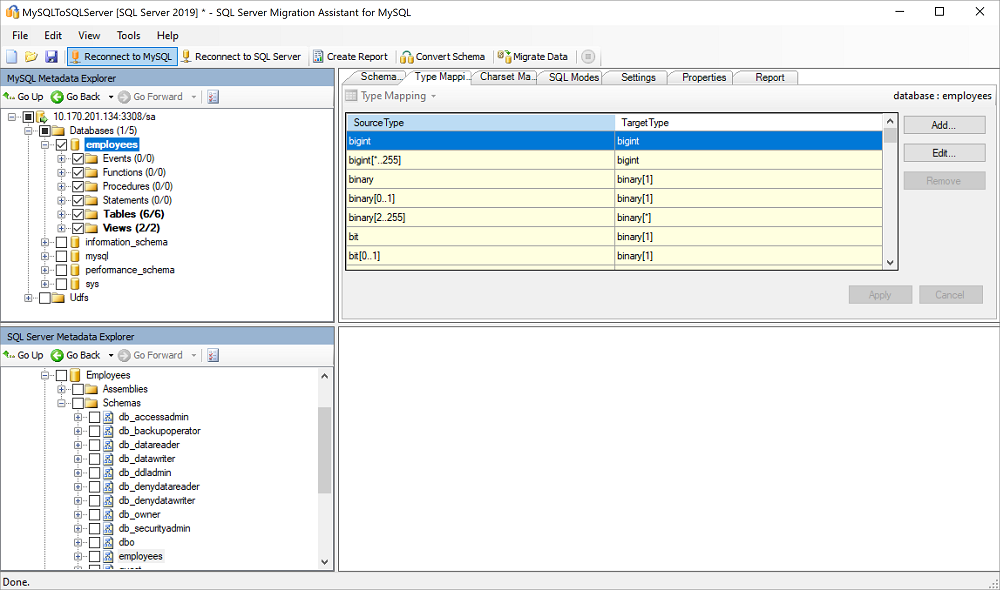 MySQLToSQLServer [SQL Server 2019] * - SQL Server Migration Assistant for MySQL
File Edit View Tools Help
Reconnect to MySQL Reconnect to SQL Server Create Report Convert Schema Migrate Data
MySQL Metadata Explorer
Go Up Go Back Go Forward
10.170.201.134:3308/sa
Databases (1/5)
employees
Events (0/0)
Functions (0/0)
Procedures (0/0)
Statements (0/0)
Tables (6/6)
Views (2/2)
information_schema
mysql
performance_schema
sys
Udfs
Schema... Type Mappi... Charset Ma... SQL Modes Settings Properties Report
Type Mapping database : employees
SourceType TargetType
bigint bigint
bigint[*..255] bigint
binary binary[1]
binary[0..1] binary[1]
binary[2..255] binary[*]
bit binary[1]
bit[0..1] binary[1]
Add...
Edit...
Remove
Apply Cancel
SQL Server Metadata Explorer
Go Up Go Back Go Forward
Employees
Assemblies
Schemas
db_accessadmin
db_backupoperator
db_datareader
db_datawriter
db_ddladmin
db_denydatareader
db_denydatawriter
db_owner
db_securityadmin
dbo
employees
Done.